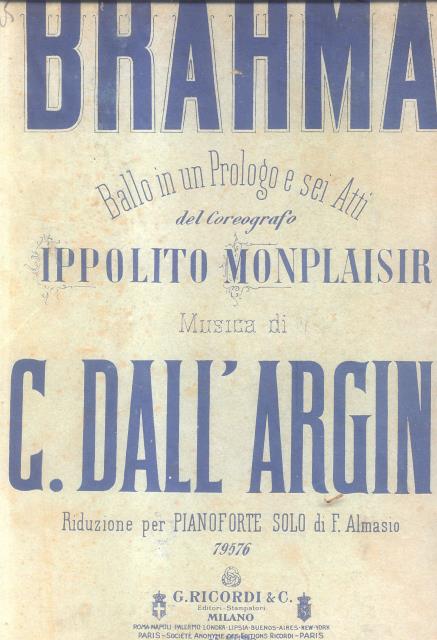 BRAHMA
Ballo in un Prologo e sei Atti
del Coreografo
IPPOLITO MONPLAISIR
Musica di
C. DALL'ARGIN
Riduzione per PIANOFORTE SOLO di F. Almasio
79576
G. RICORDI & C.
Editori-Stampatori
MILANO
ROMA-NAPOLI-PALERMO-LONDRA-LIPSIA-BUENOS-AIRES-NEW-YORK
PARIS-SOCIÉTÉ ANONYME DES ÉDITIONS RICORDI-PARIS